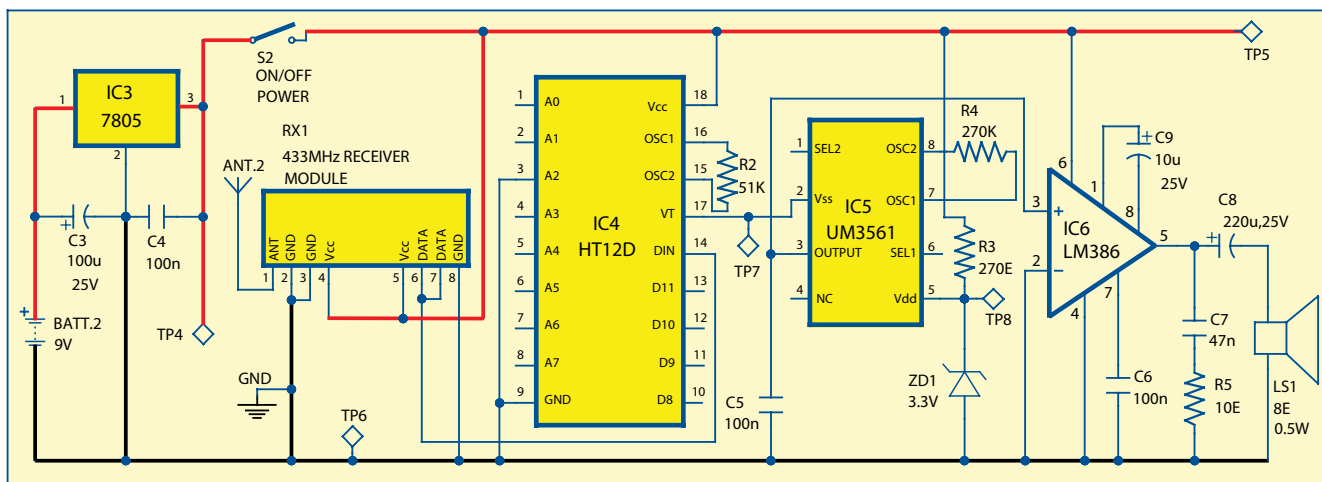 IC3
7805
1
3
2
S2
ON/OFF
POWER
TP5
RX1
433MHz RECEIVER
MODULE
ANT.2
ANT
GND
GND
Vcc
Vcc
DATA
DATA
GND
1
2
3
4
5
6
7
8
C3
100u
25V
C4
100n
BATT.2
9V
TP4
GND
TP6
IC4
HT12D
1
A0
2
A1
3
A2
4
A3
5
A4
6
A5
7
A6
8
A7
9
GND
18
Vcc
16
OSC1
15
OSC2
17
VT
14
DIN
13
D11
12
D10
11
D9
10
D8
R2
51K
TP7
C5
100n
IC5
UM3561
1
SEL2
2
Vss
3
OUTPUT
4
NC
8
OSC2
7
OSC1
6
SEL1
5
Vdd
R4
270K
R3
270E
TP8
ZD1
3.3V
IC6
LM386
6
1
8
3
+
2
−
5
7
4
C9
+
10u
25V
C8
220u,25V
+
C7
47n
C6
100n
R5
10E
LS1
8E
0.5W
+
+